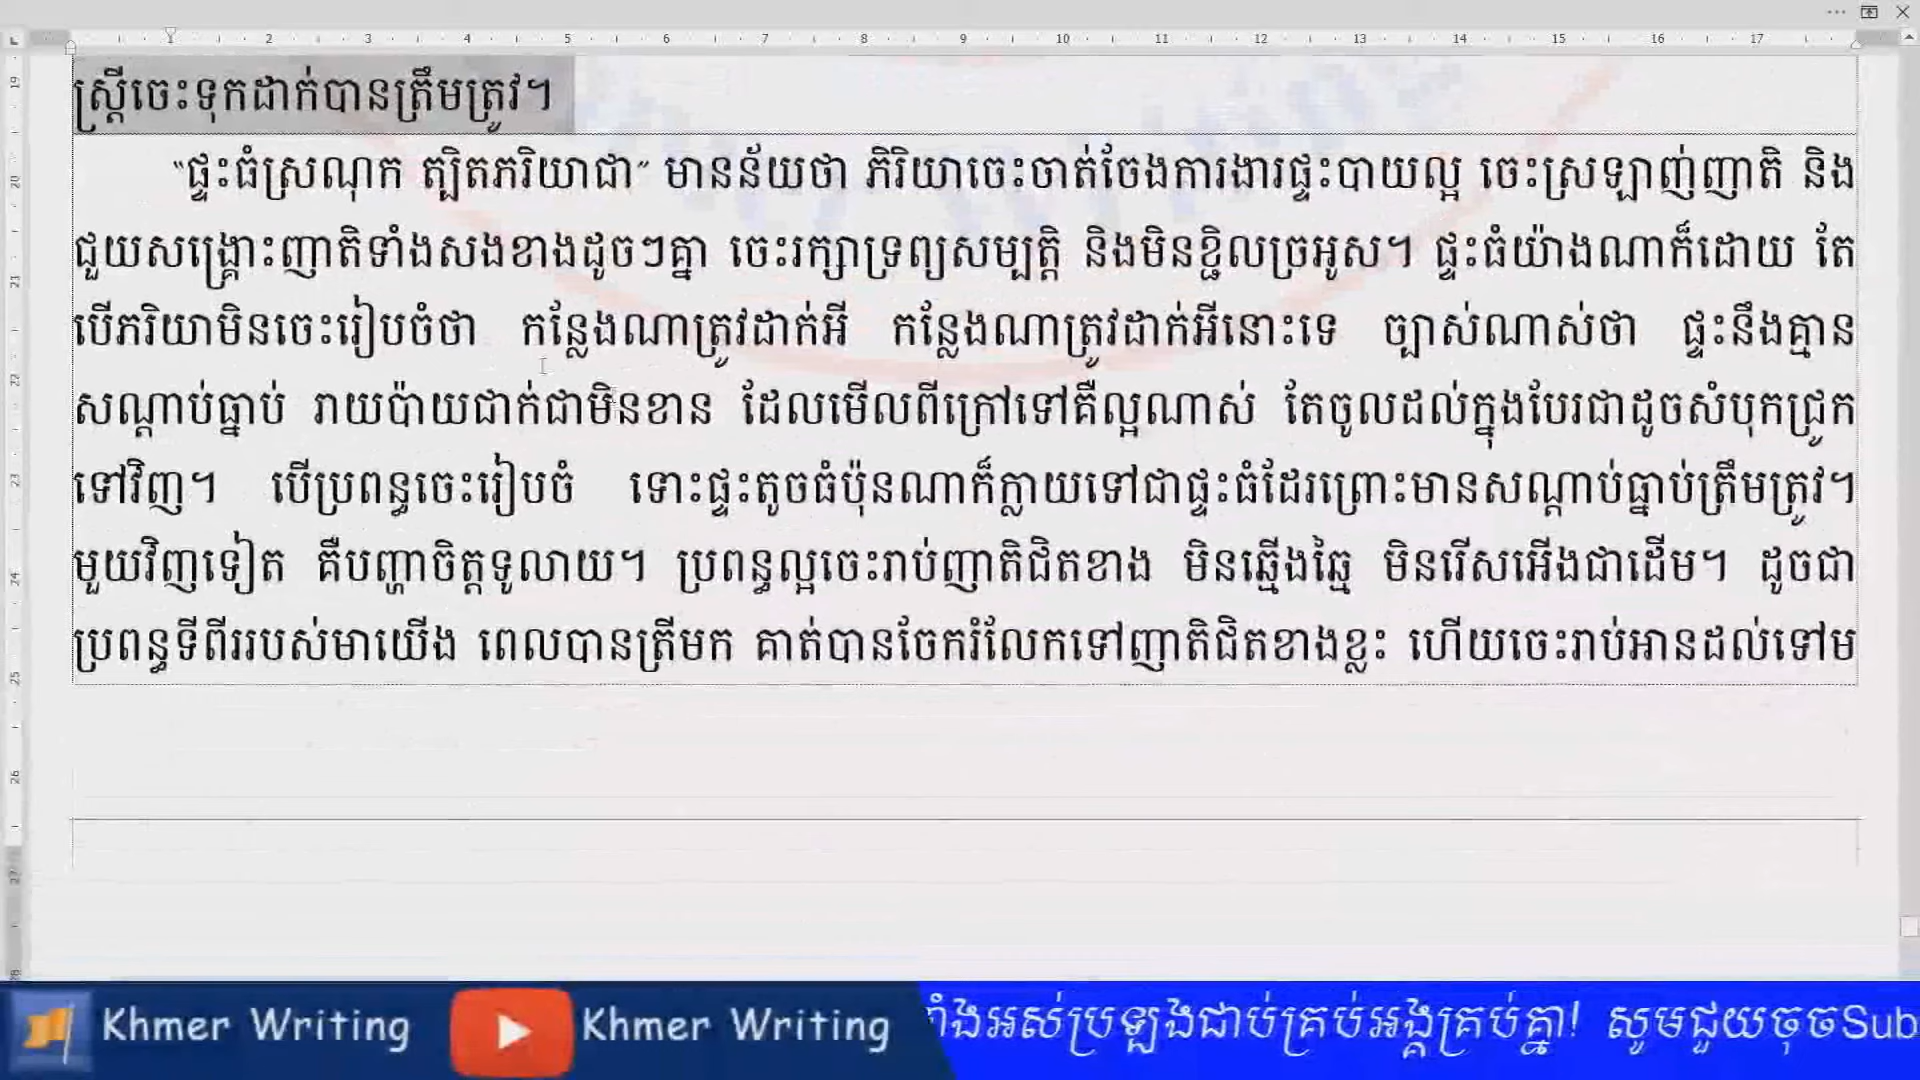 ស្ត្រីចេះទុកដាក់បានត្រឹមត្រូវ។
“ផ្ទះធំស្រណុក ត្បិតភរិយាជា” មានន័យថា ភិរិយាចេះចាត់ចែងការងារផ្ទះបាយល្អ ចេះស្រឡាញ់ញាតិ និង
ជួយសង្គ្រោះញាតិទាំងសងខាងដូចៗគ្នា ចេះរក្សាទ្រព្យសម្បត្តិ និងមិនខ្ជិលច្រអូស។ ផ្ទះធំយ៉ាងណាក៏ដោយ តែ
បើភរិយាមិនចេះរៀបចំថា កន្លែងណាត្រូវដាក់អី កន្លែងណាត្រូវដាក់អីនោះទេ ច្បាស់ណាស់ថា ផ្ទះនឹងគ្មាន
សណ្តាប់ធ្នាប់ រាយប៉ាយជាក់ជាមិនខាន ដែលមើលពីក្រៅទៅគឺល្អណាស់ តែចូលដល់ក្នុងបែរជាដូចសំបុកជ្រូក
ទៅវិញ។ បើប្រពន្ធចេះរៀបចំ ទោះផ្ទះតូចធំប៉ុនណាក៏ក្លាយទៅជាផ្ទះធំដែរព្រោះមានសណ្តាប់ធ្នាប់ត្រឹមត្រូវ។
មួយវិញទៀត គឺបញ្ហាចិត្តទូលាយ។ ប្រពន្ធល្អចេះរាប់ញាតិជិតខាង មិនឆ្មើងឆ្មៃ មិនរើសអើងជាដើម។ ដូចជា
ប្រពន្ធទីពីររបស់មាយើង ពេលបានត្រីមក គាត់បានចែករំលែកទៅញាតិជិតខាងខ្លះ ហើយចេះរាប់អានដល់ទៅម
Khmer Writing Khmer Writing ាំងអស់ប្រឡងជាប់គ្រប់អង្គគ្រប់គ្នា! សូមជួយចុចSub